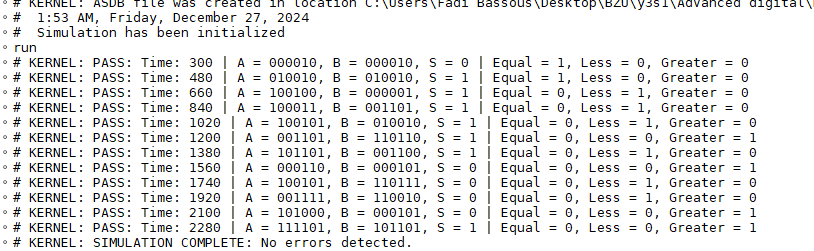 # KERNEL: ASDB file was created in location C:\Users\Fadi Bassous\Desktop\BZU\y3s1\Advanced digital\
# 1:53 AM, Friday, December 27, 2024
# Simulation has been initialized
run
# KERNEL: PASS: Time: 300 | A = 000010, B = 000010, S = 0 | Equal = 1, Less = 0, Greater = 0
# KERNEL: PASS: Time: 480 | A = 010010, B = 010010, S = 1 | Equal = 1, Less = 0, Greater = 0
# KERNEL: PASS: Time: 660 | A = 100100, B = 000001, S = 1 | Equal = 0, Less = 1, Greater = 0
# KERNEL: PASS: Time: 840 | A = 100011, B = 001101, S = 1 | Equal = 0, Less = 1, Greater = 0
# KERNEL: PASS: Time: 1020 | A = 100101, B = 010010, S = 1 | Equal = 0, Less = 1, Greater = 0
# KERNEL: PASS: Time: 1200 | A = 001101, B = 110110, S = 1 | Equal = 0, Less = 0, Greater = 1
# KERNEL: PASS: Time: 1380 | A = 101101, B = 001100, S = 1 | Equal = 0, Less = 1, Greater = 0
# KERNEL: PASS: Time: 1560 | A = 000110, B = 000101, S = 0 | Equal = 0, Less = 0, Greater = 1
# KERNEL: PASS: Time: 1740 | A = 100101, B = 110111, S = 0 | Equal = 0, Less = 1, Greater = 0
# KERNEL: PASS: Time: 1920 | A = 001111, B = 110010, S = 0 | Equal = 0, Less = 1, Greater = 0
# KERNEL: PASS: Time: 2100 | A = 101000, B = 000101, S = 0 | Equal = 0, Less = 0, Greater = 1
# KERNEL: PASS: Time: 2280 | A = 111101, B = 101101, S = 1 | Equal = 0, Less = 0, Greater = 1
# KERNEL: SIMULATION COMPLETE: No errors detected.